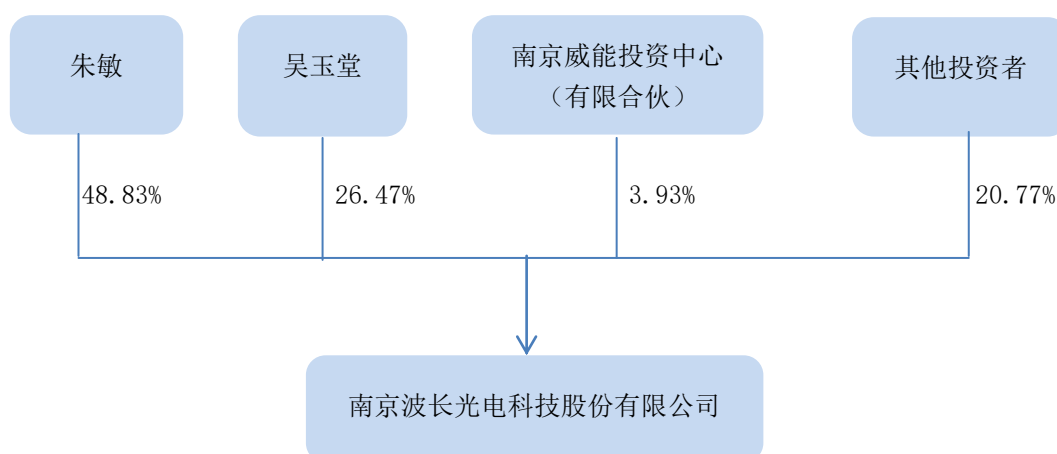 朱敏
吴玉堂
南京威能投资中心
（有限合伙）
其他投资者
48.83%
26.47%
3.93%
20.77%
南京波长光电科技股份有限公司